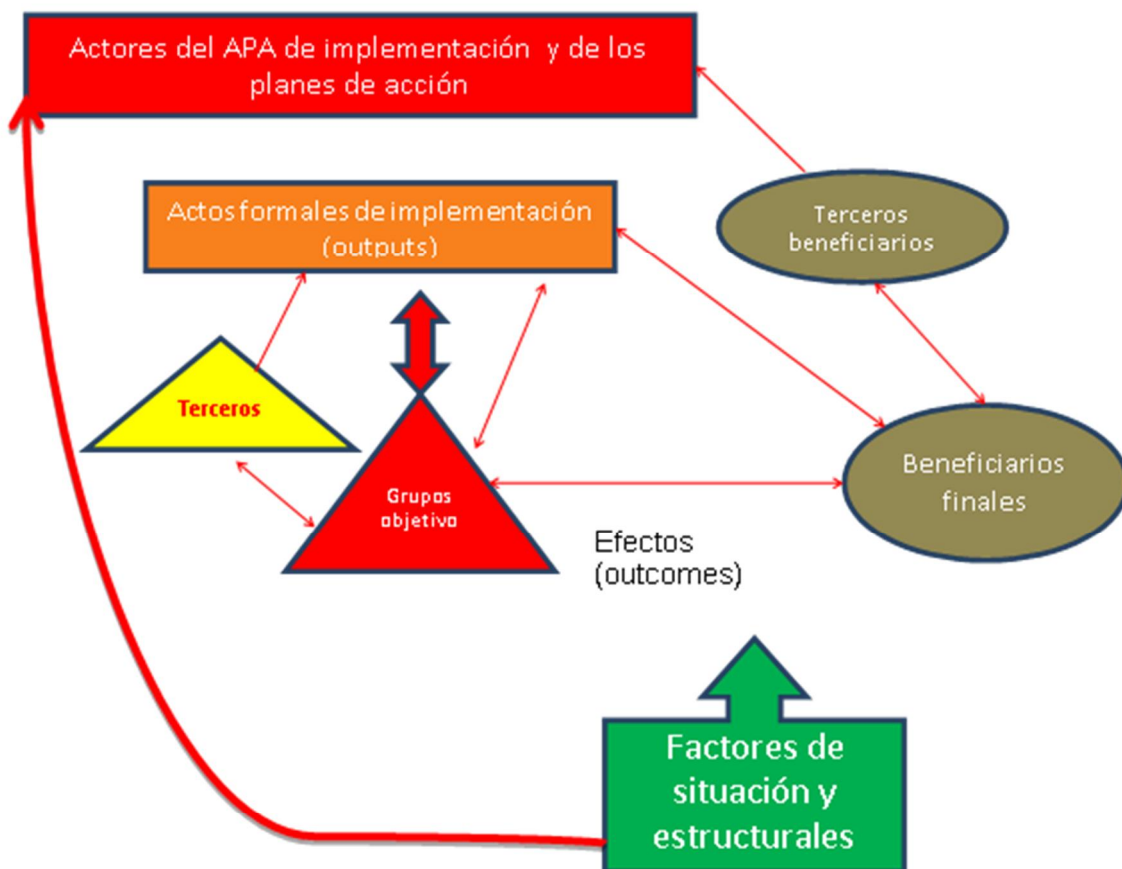 Actores del APA de implementación y de los
planes de acción
Actos formales de implementación
(outputs)
Terceros
beneficiarios
Terceros
Grupos
objetivo
Beneficiarios
finales
Efectos
(outcomes)
Factores de
situación y
estructurales